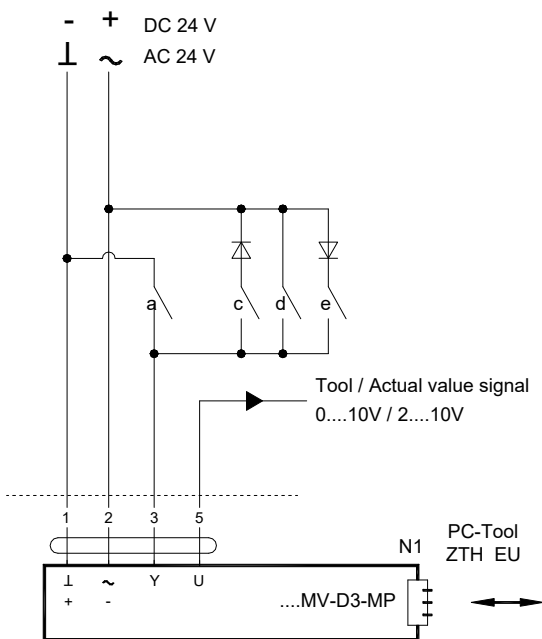 - + DC 24 V
⊥ ~ AC 24 V
a c d e
Tool / Actual value signal
0....10V / 2....10V
1 2 3 5
N1
PC-Tool
ZTH EU
⊥ ~ Y U
+ -
....MV-D3-MP